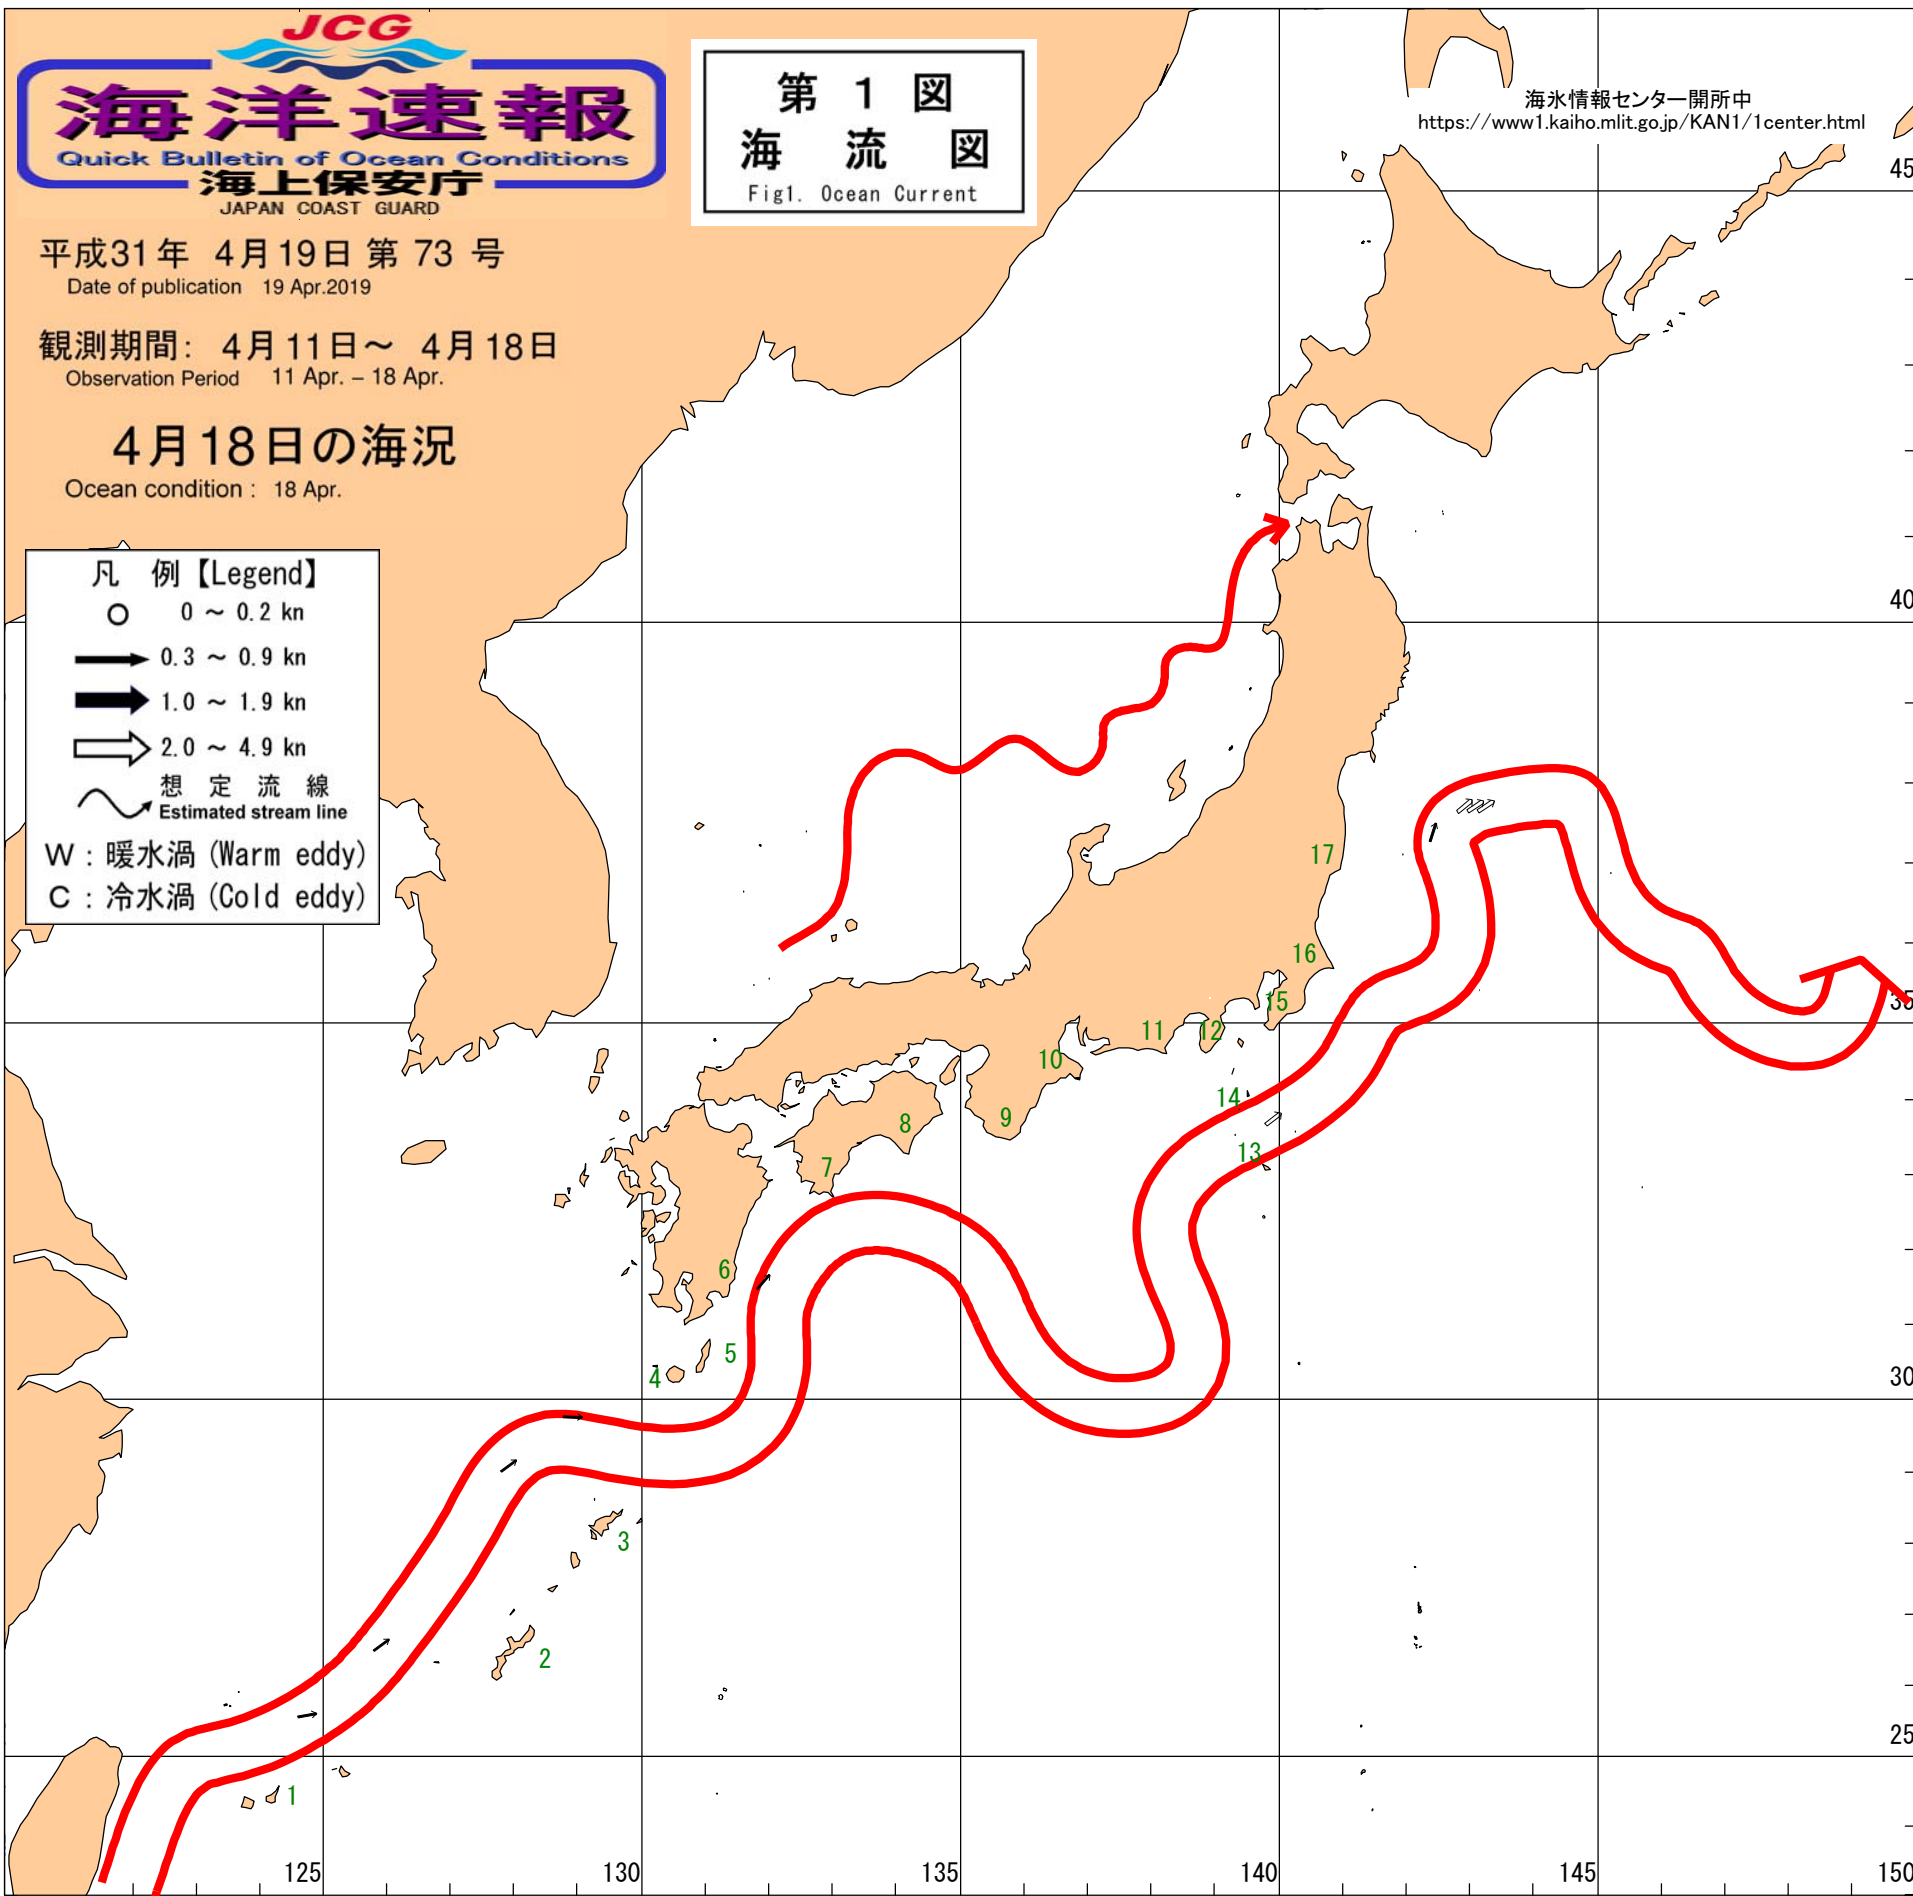 JCG
海洋速報
Quick Bulletin of Ocean Conditions
海上保安庁
JAPAN COAST GUARD
第 1 図
海 流 図
Fig1. Ocean Current
海氷情報センター開所中
https://www1.kaiho.mlit.go.jp/KAN1/1center.html
平成31年 4月19日 第 73 号
Date of publication 19 Apr.2019
観測期間: 4月11日～ 4月18日
Observation Period 11 Apr. – 18 Apr.
4月18日の海況
Ocean condition : 18 Apr.
凡 例【Legend】
0 ～ 0.2 kn
0.3 ～ 0.9 kn
1.0 ～ 1.9 kn
2.0 ～ 4.9 kn
想 定 流 線
Estimated stream line
W : 暖水渦 (Warm eddy)
C : 冷水渦 (Cold eddy)
45
40
17
16
35
15
12
11
10
14
9
8
13
7
6
5
4
30
3
2
25
1
125
130
135
140
145
150